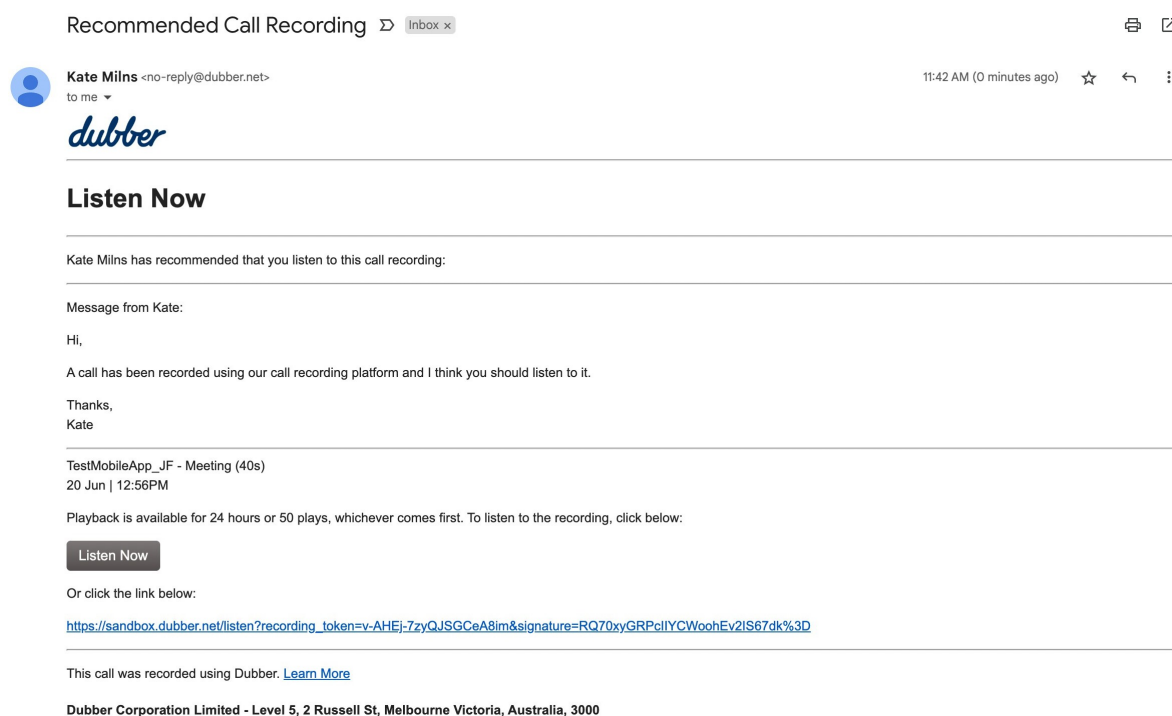 Recommended Call Recording Inbox ×
Kate Milns <no-reply@dubber.net> 11:42 AM (0 minutes ago)
to me
dubber
Listen Now
Kate Milns has recommended that you listen to this call recording:
Message from Kate:
Hi,
A call has been recorded using our call recording platform and I think you should listen to it.
Thanks,
Kate
TestMobileApp_JF - Meeting (40s)
20 Jun | 12:56PM
Playback is available for 24 hours or 50 plays, whichever comes first. To listen to the recording, click below:
Listen Now
Or click the link below:
https://sandbox.dubber.net/listen?recording_token=v-AHEj-7zyQJSGCeA8im&signature=RQ70xyGRPcIIYCWoohEv2IS67dk%3D
This call was recorded using Dubber. Learn More
Dubber Corporation Limited - Level 5, 2 Russell St, Melbourne Victoria, Australia, 3000